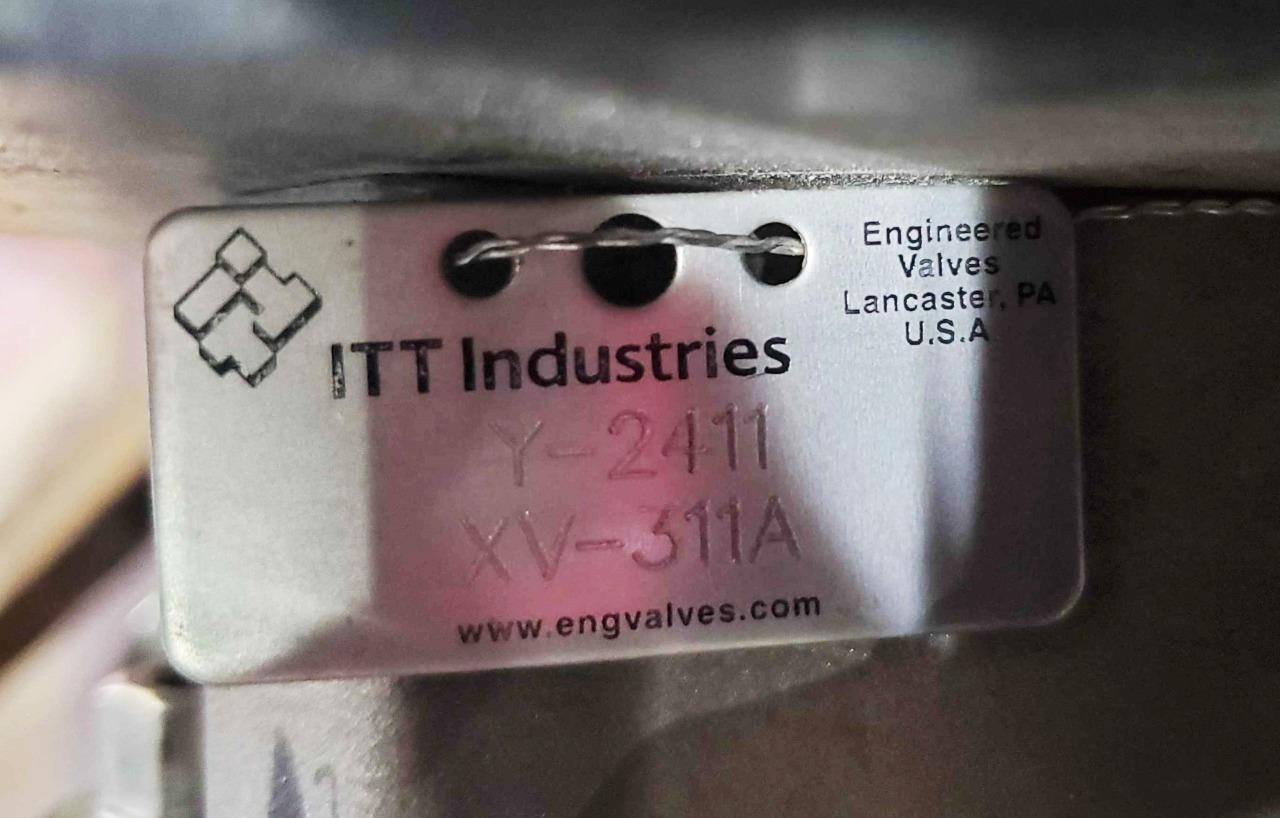 ITT Industries
Engineered
Valves
Lancaster, PA
U.S.A
Y-2411
XV-311A
www.engvalves.com